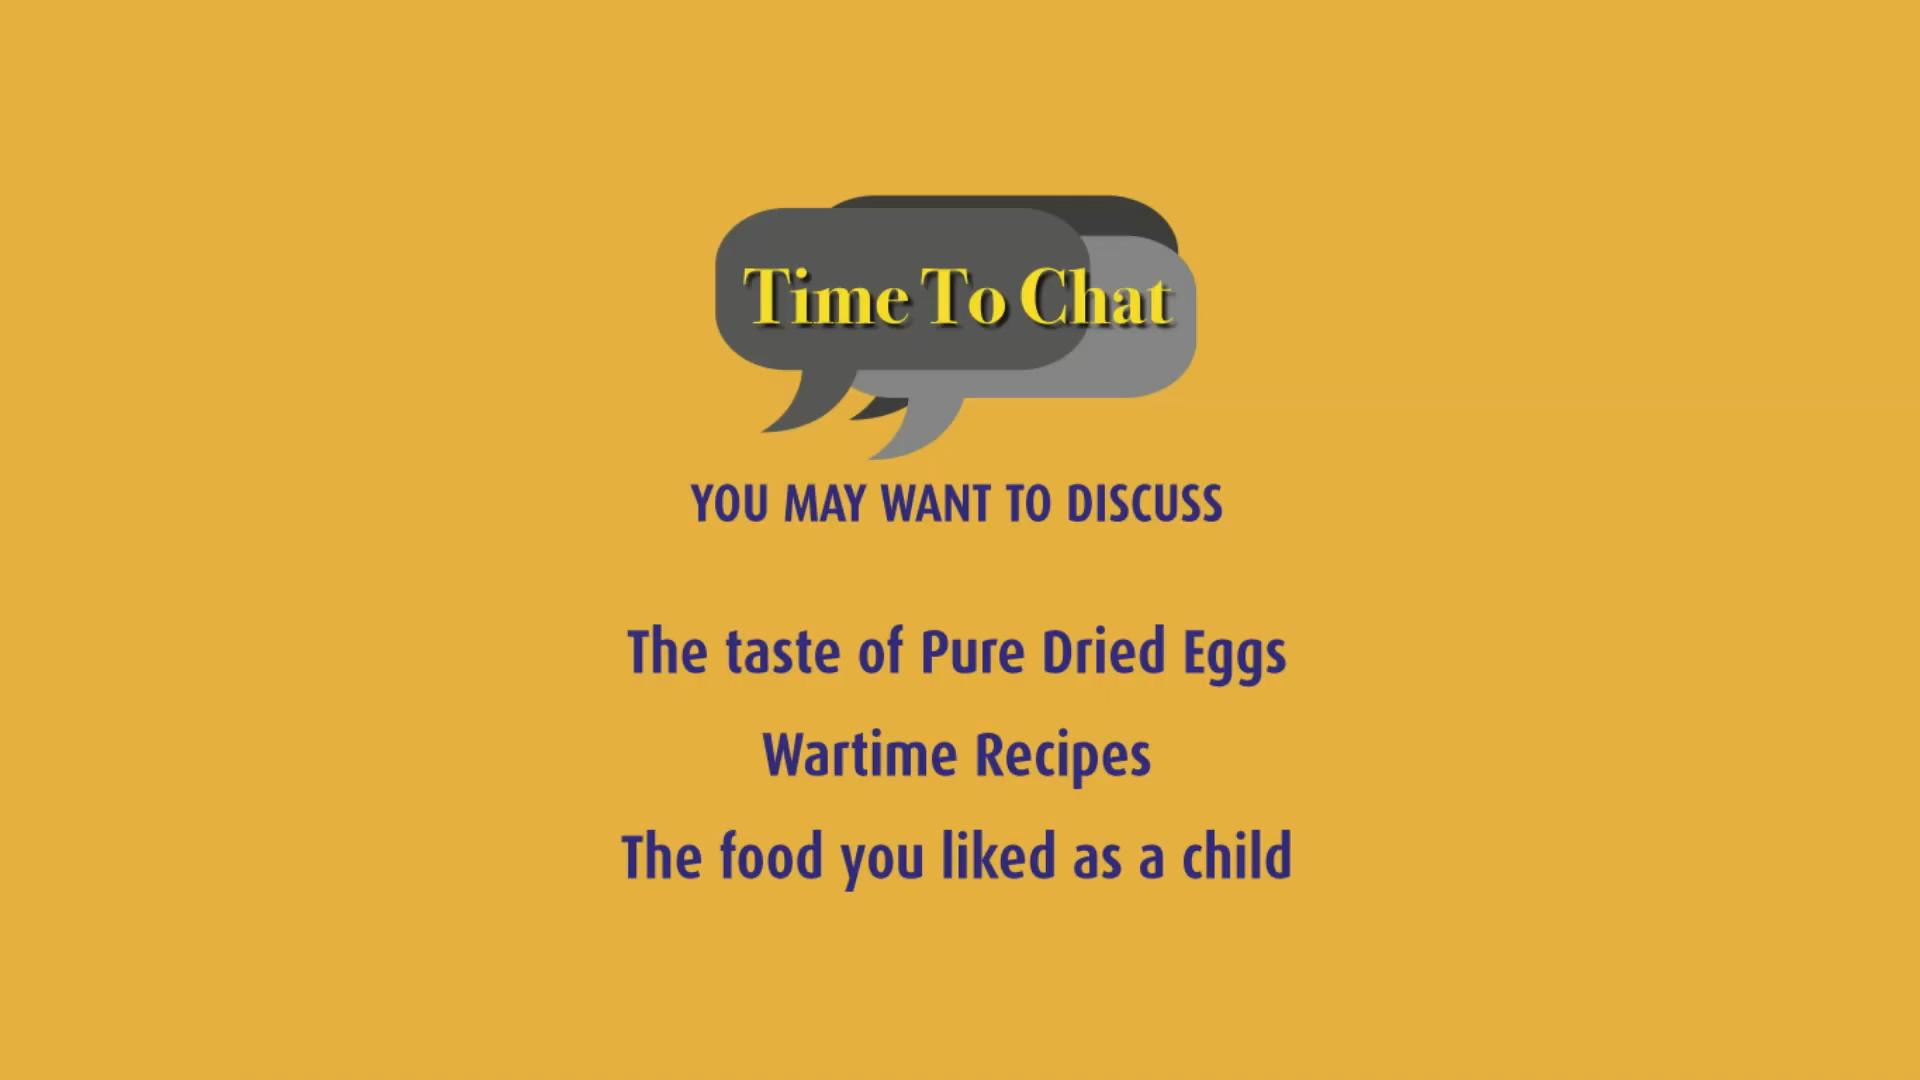 Time To Chat
YOU MAY WANT TO DISCUSS
The taste of Pure Dried Eggs
Wartime Recipes
The food you liked as a child